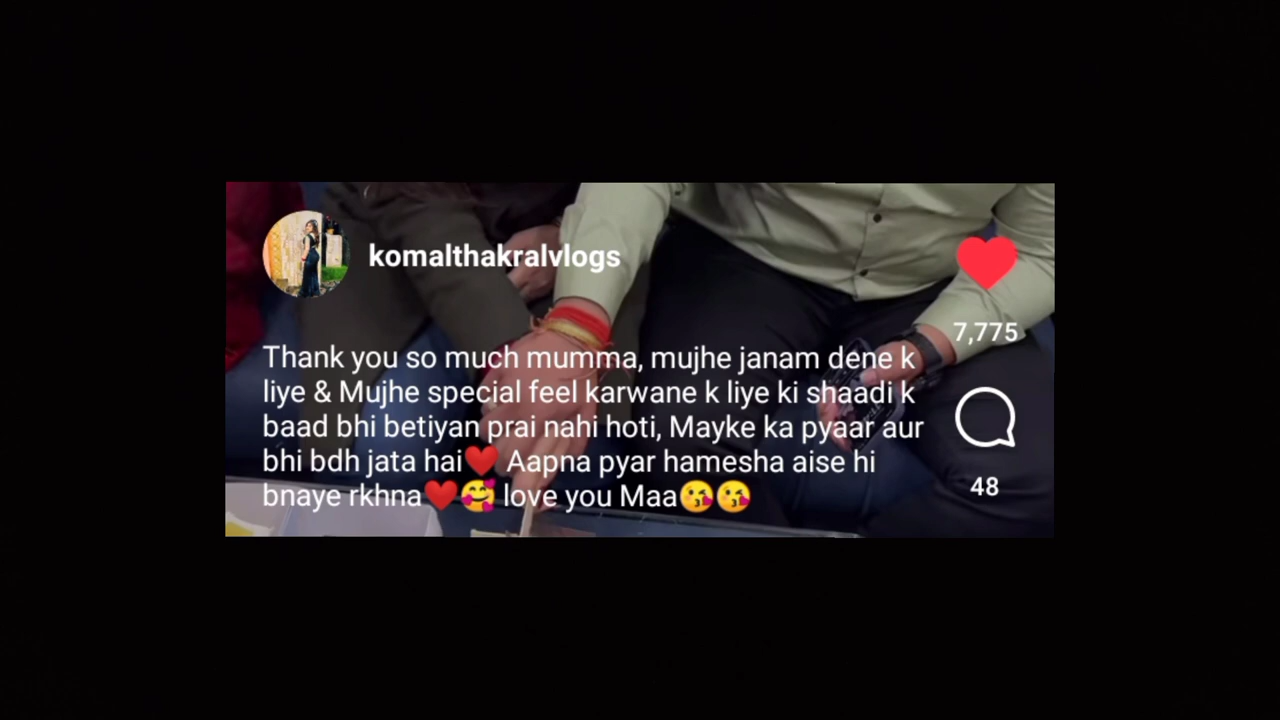 komalthakralvlogs
7,775
Thank you so much mumma, mujhe janam dene k
liye & Mujhe special feel karwane k liye ki shaadi k
baad bhi betiyan prai nahi hoti, Mayke ka pyaar aur
bhi bdh jata hai❤️ Aapna pyar hamesha aise hi
bnaye rkhna❤️🥰 love you Maa😘😘
48